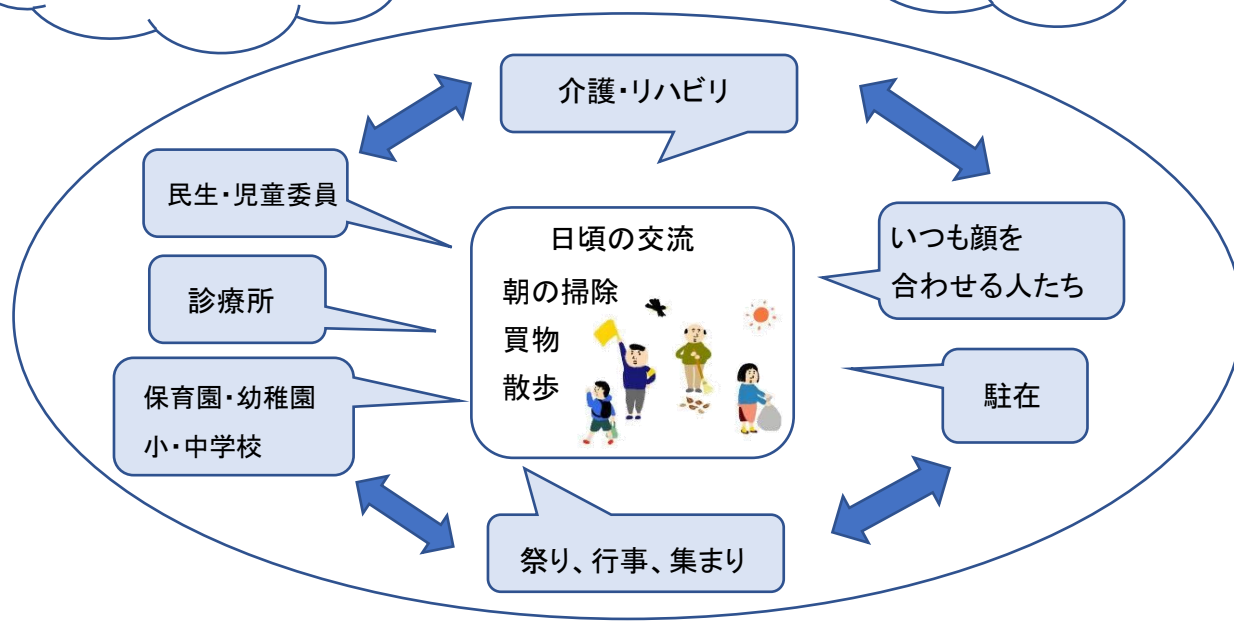 介護・リハビリ
民生・児童委員
診療所
保育園・幼稚園
小・中学校
日頃の交流
朝の掃除
買物
散歩
いつも顔を
合わせる人たち
駐在
祭り、行事、集まり